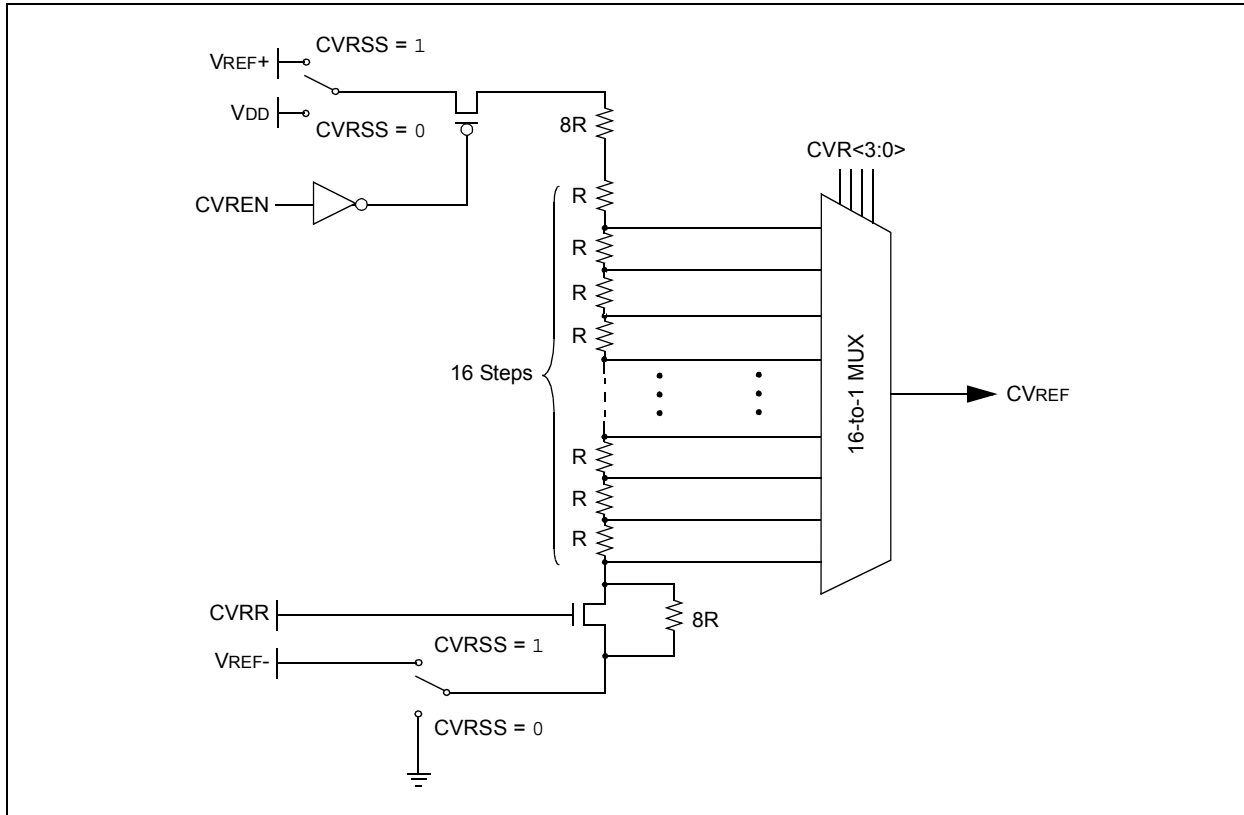 CVRSS = 1
VREF+
VDD
CVRSS = 0
8R
CVR<3:0>
CVREN
R
R
R
R
16 Steps
16-to-1 MUX
CVREF
R
R
R
CVRR
8R
CVRSS = 1
VREF-
CVRSS = 0